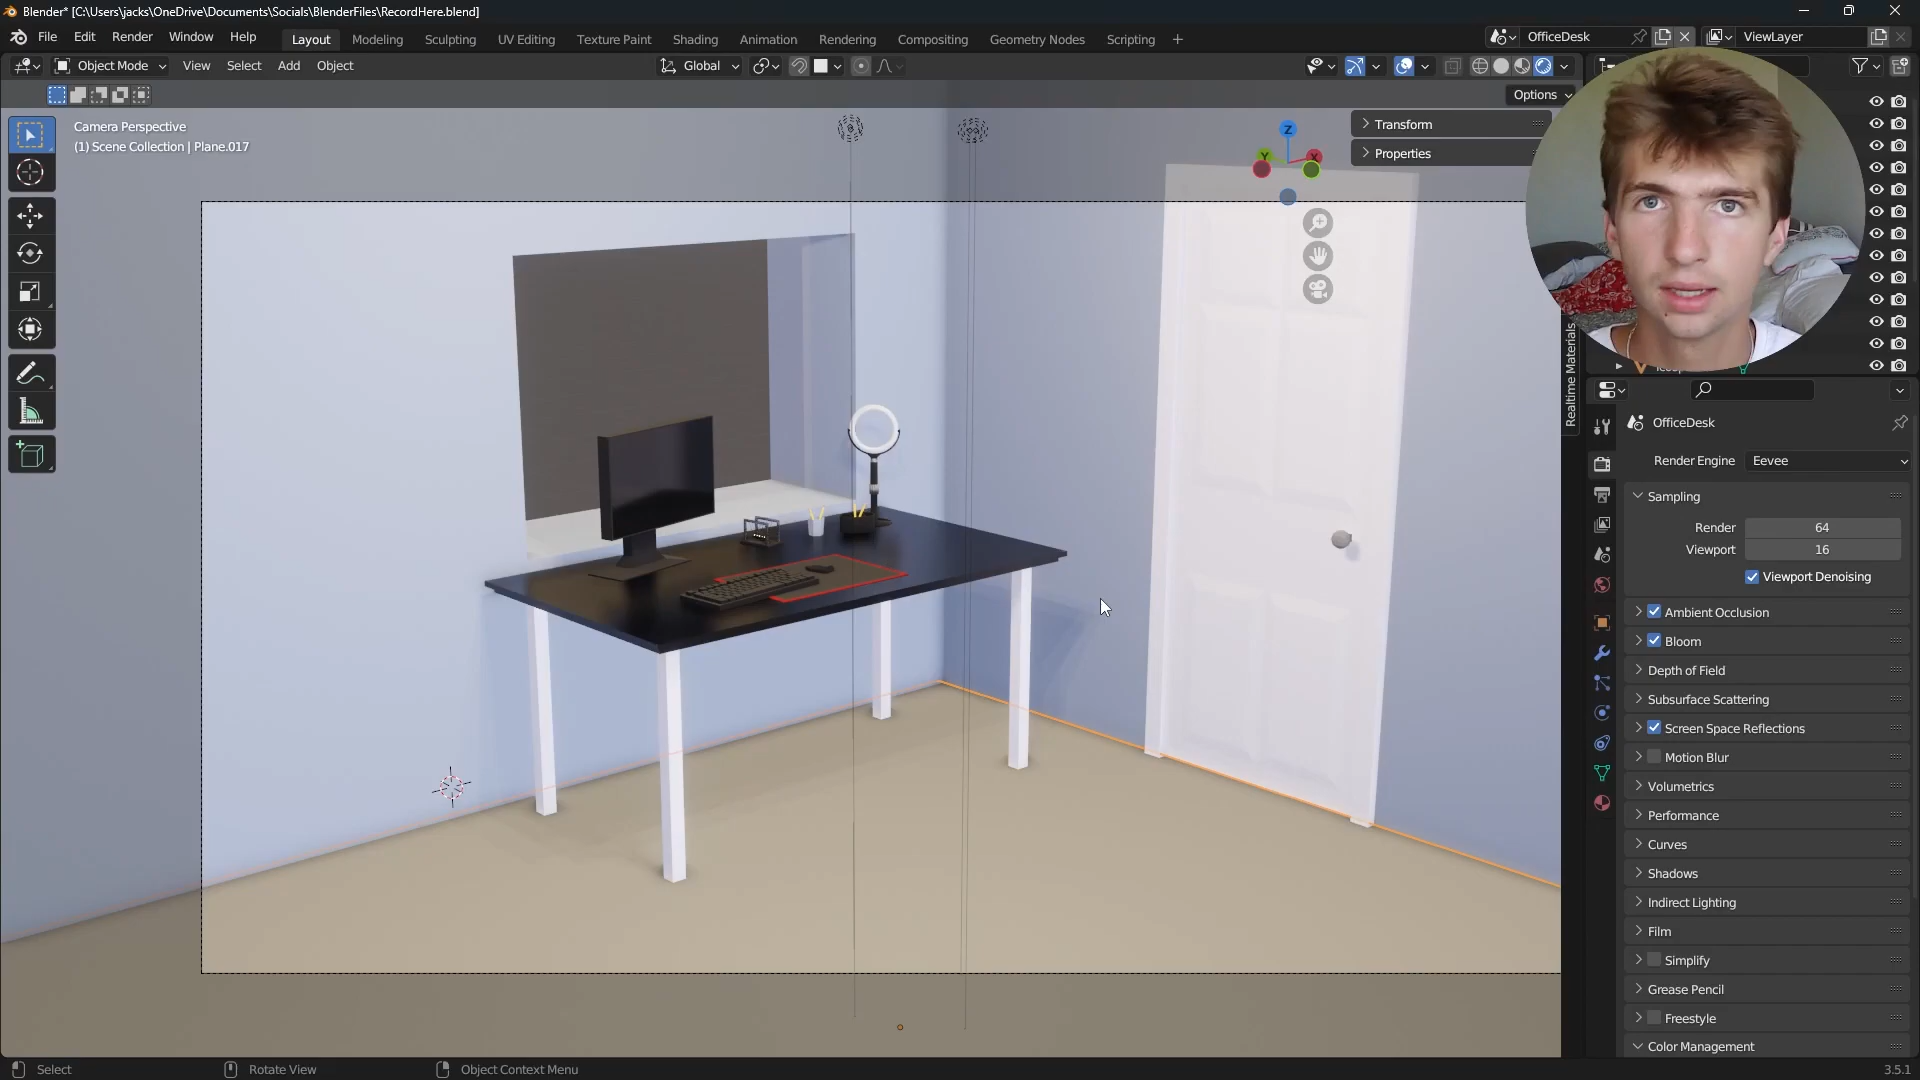 Blender* [C:\Users\jacks\OneDrive\Documents\Socials\BlenderFiles\RecordHere.blend]
File Edit Render Window Help Layout Modeling Sculpting UV Editing Texture Paint Shading Animation Rendering Compositing Geometry Nodes Scripting + OfficeDesk ViewLayer
Object Mode View Select Add Object Global
Options
Camera Perspective
(1) Scene Collection | Plane.017
Transform
Properties
Z
Y X
Realtime Materials
OfficeDesk
Render Engine Eevee
Sampling
Render 64
Viewport 16
Viewport Denoising
Ambient Occlusion
Bloom
Depth of Field
Subsurface Scattering
Screen Space Reflections
Motion Blur
Volumetrics
Performance
Curves
Shadows
Indirect Lighting
Film
Simplify
Grease Pencil
Freestyle
Color Management
Select Rotate View Object Context Menu 3.5.1